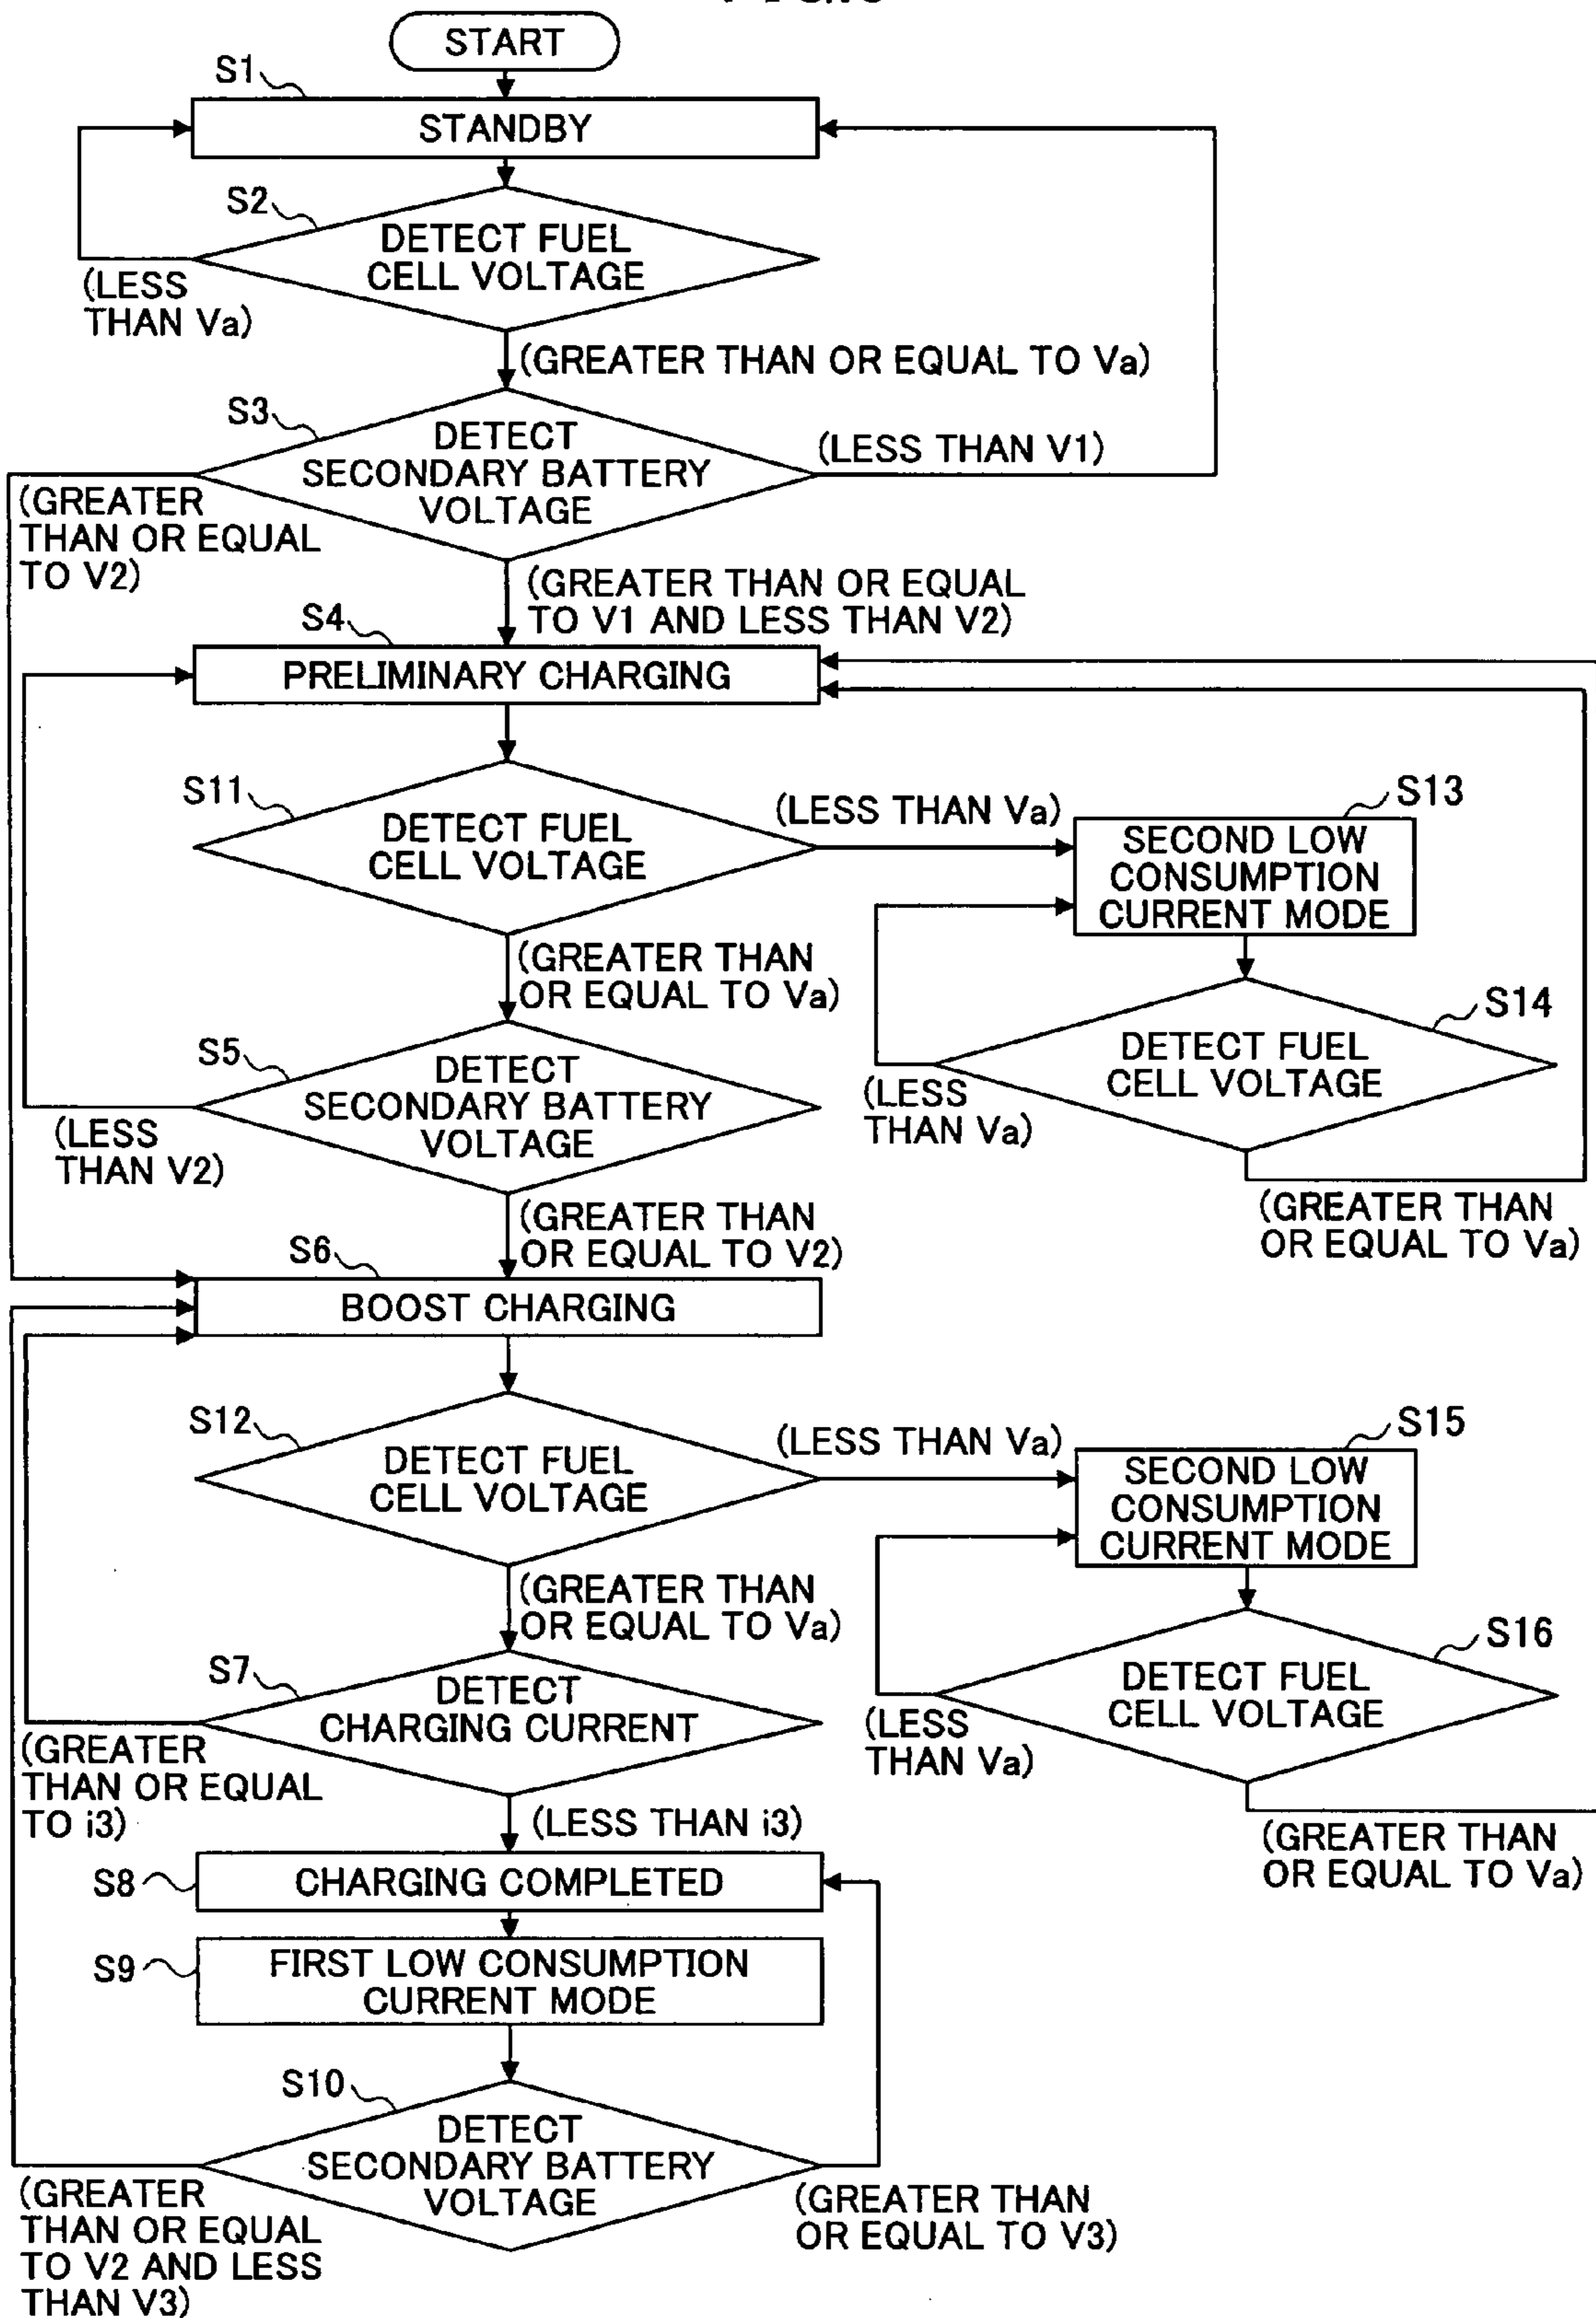 START
S1
STANDBY
S2
DETECT FUEL
CELL VOLTAGE
(LESS
THAN Va)
(GREATER THAN OR EQUAL TO Va)
S3
DETECT
SECONDARY BATTERY
VOLTAGE
(LESS THAN V1)
(GREATER
THAN OR EQUAL
TO V2)
(GREATER THAN OR EQUAL
TO V1 AND LESS THAN V2)
S4
PRELIMINARY CHARGING
S11
DETECT FUEL
CELL VOLTAGE
(LESS THAN Va)
S13
SECOND LOW
CONSUMPTION
CURRENT MODE
(GREATER THAN
OR EQUAL TO Va)
S14
DETECT FUEL
CELL VOLTAGE
(LESS
THAN Va)
(GREATER THAN
OR EQUAL TO Va)
S5
DETECT
SECONDARY BATTERY
VOLTAGE
(LESS
THAN V2)
(GREATER THAN
OR EQUAL TO V2)
S6
BOOST CHARGING
S12
DETECT FUEL
CELL VOLTAGE
(LESS THAN Va)
S15
SECOND LOW
CONSUMPTION
CURRENT MODE
(GREATER THAN
OR EQUAL TO Va)
S16
DETECT FUEL
CELL VOLTAGE
(LESS
THAN Va)
(GREATER THAN
OR EQUAL TO Va)
S7
DETECT
CHARGING CURRENT
(GREATER
THAN OR EQUAL
TO i3)
(LESS THAN i3)
S8
CHARGING COMPLETED
S9
FIRST LOW CONSUMPTION
CURRENT MODE
S10
DETECT
SECONDARY BATTERY
VOLTAGE
(GREATER
THAN OR EQUAL
TO V2 AND LESS
THAN V3)
(GREATER THAN
OR EQUAL TO V3)